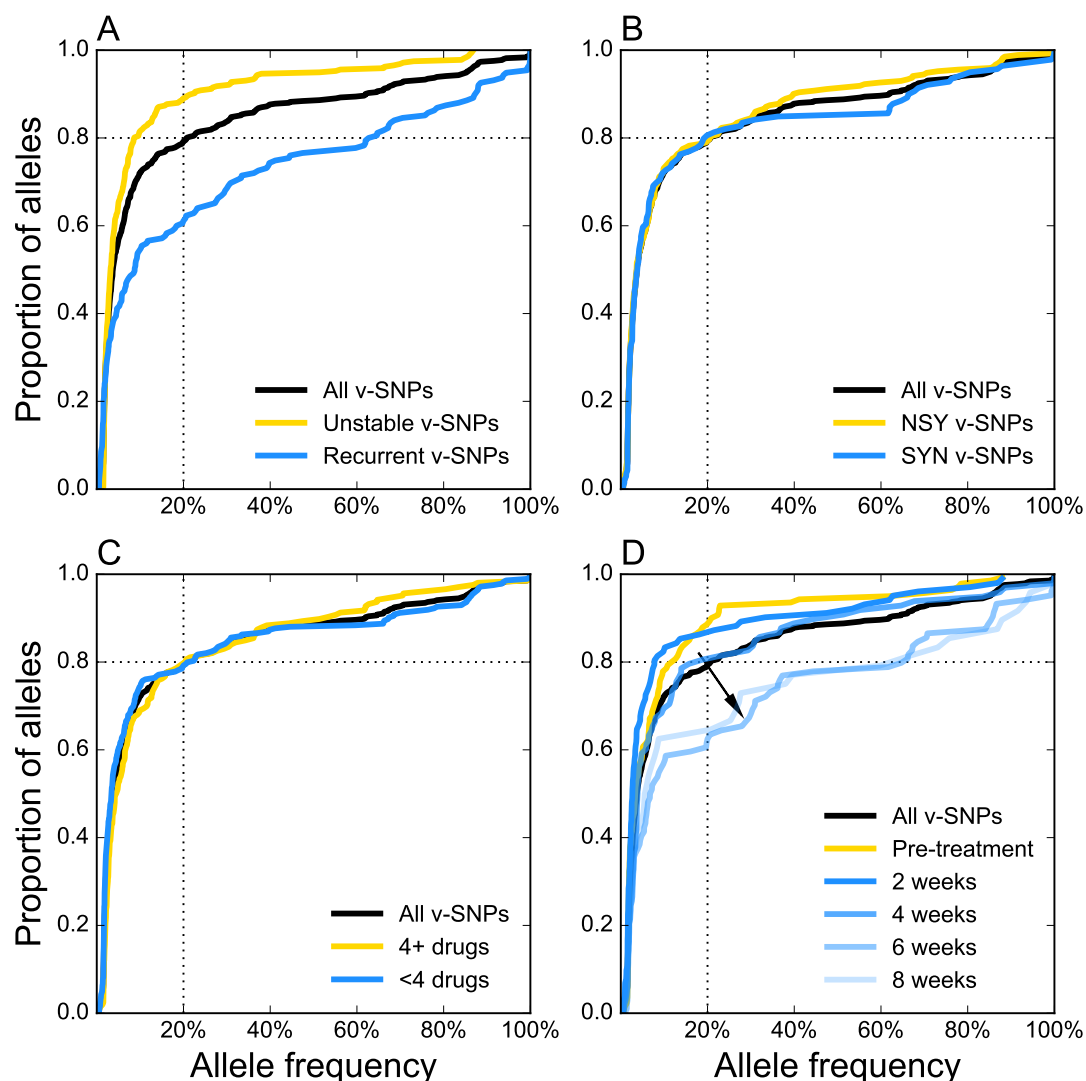 A
Proportion of alleles
1.0
0.8
0.6
0.4
0.2
0.0
All v-SNPs
Unstable v-SNPs
Recurrent v-SNPs
20% 40% 60% 80% 100%
B
1.0
0.8
0.6
0.4
0.2
0.0
All v-SNPs
NSY v-SNPs
SYN v-SNPs
20% 40% 60% 80% 100%
C
Proportion of alleles
1.0
0.8
0.6
0.4
0.2
0.0
All v-SNPs
4+ drugs
<4 drugs
20% 40% 60% 80% 100%
Allele frequency
D
1.0
0.8
0.6
0.4
0.2
0.0
All v-SNPs
Pre-treatment
2 weeks
4 weeks
6 weeks
8 weeks
20% 40% 60% 80% 100%
Allele frequency